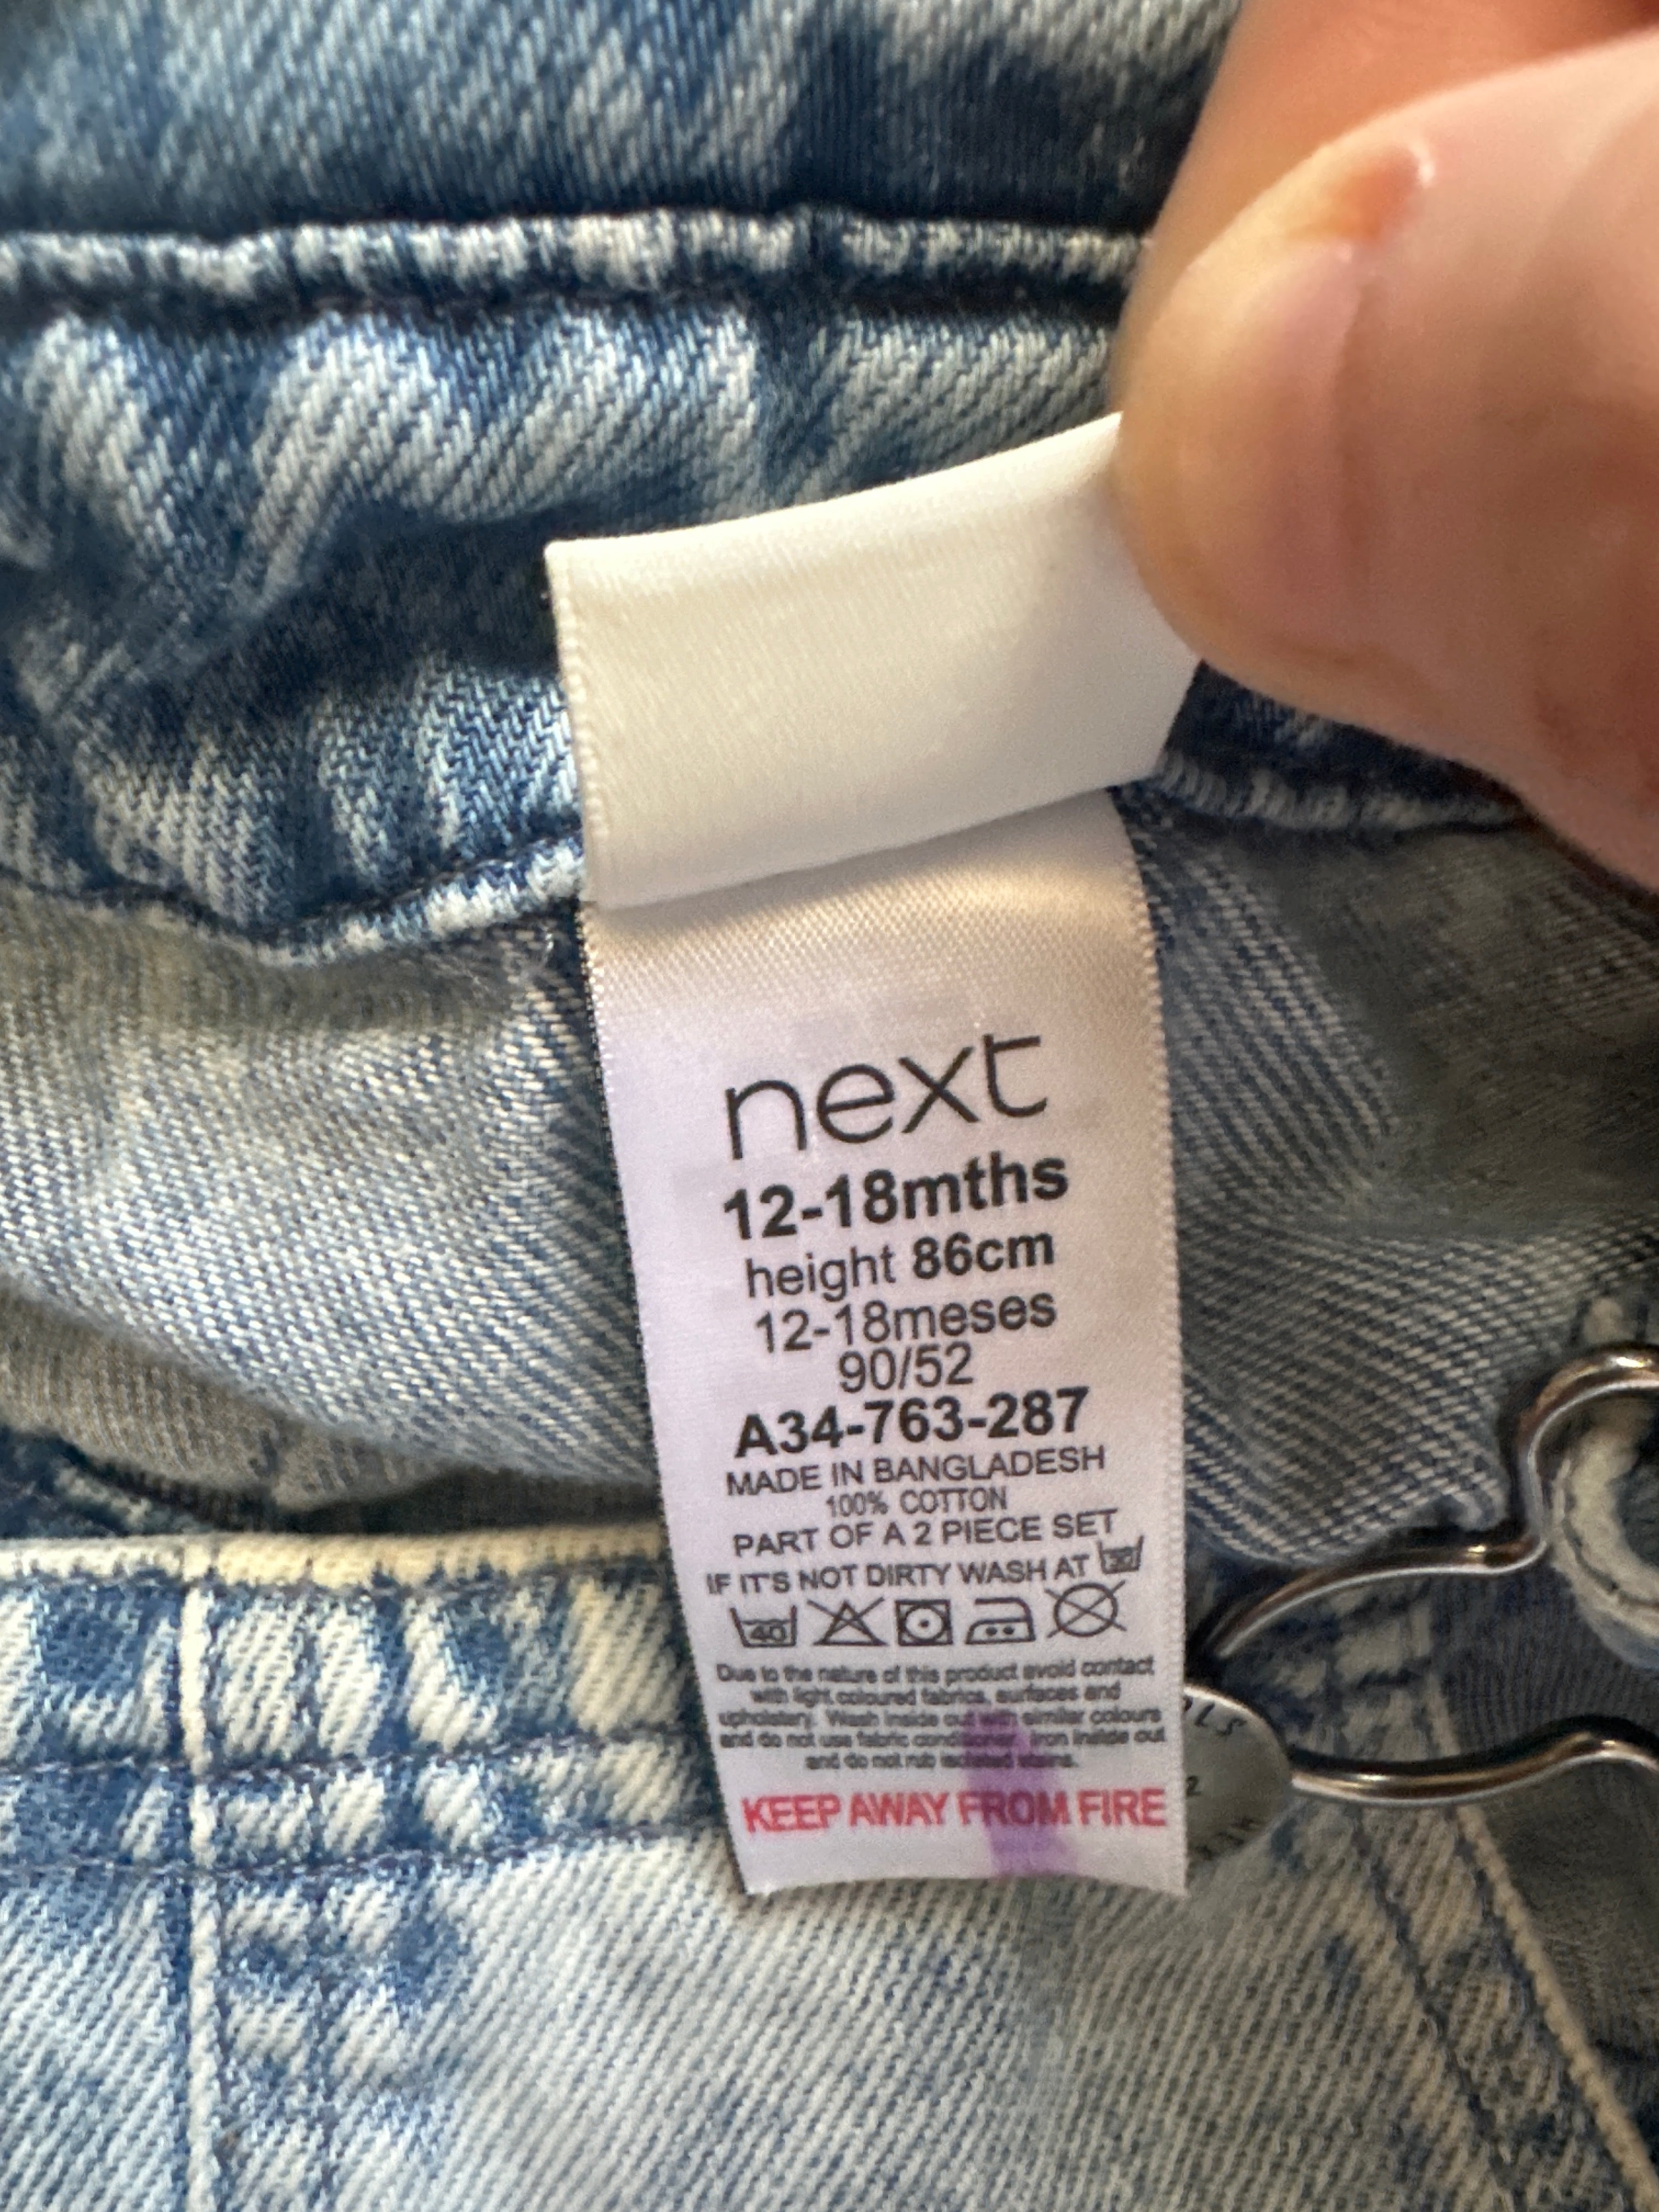 next
12-18mths
height 86cm
12-18meses
90/52
A34-763-287
MADE IN BANGLADESH
100% COTTON
PART OF A 2 PIECE SET
IF IT'S NOT DIRTY WASH AT 30
40
Due to the nature of this product avoid contact
with light coloured fabrics, surfaces and
upholstery. Wash inside out with similar colours
and do not use fabric conditioner. Iron inside out
and do not rub isolated stains.
KEEP AWAY FROM FIRE